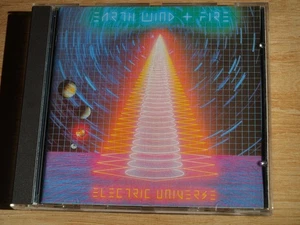 EARTH WIND + FIRE
ELECTRIC UNIVERSE